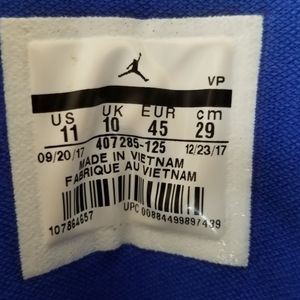 VP
US UK EUR cm
11 10 45 29
407285-125
09/20/17 12/23/17
MADE IN VIETNAM
FABRIQUE AU VIETNAM
107864657
UPC 00884499897439